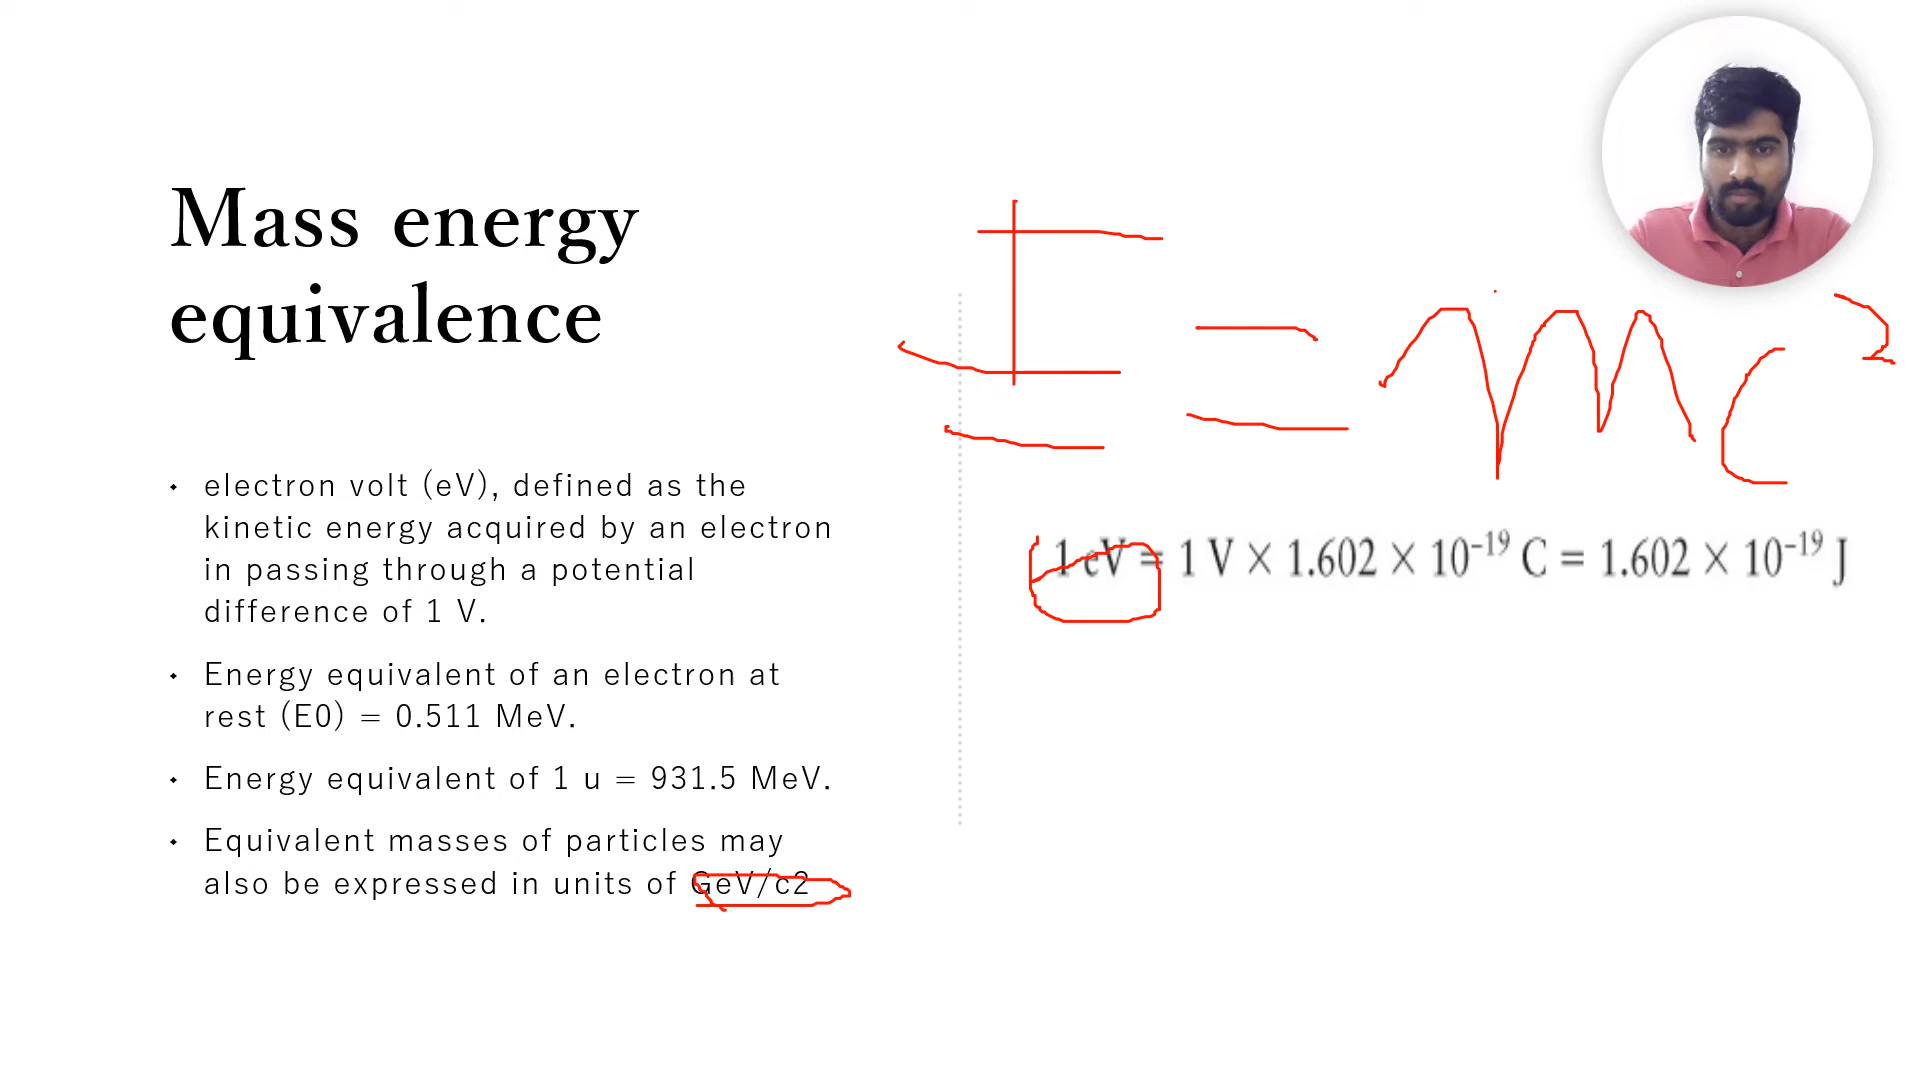 Mass energy
equivalence
• electron volt (eV), defined as the
kinetic energy acquired by an electron
in passing through a potential
difference of 1 V.
• Energy equivalent of an electron at
rest (E0) = 0.511 MeV.
• Energy equivalent of 1 u = 931.5 MeV.
• Equivalent masses of particles may
also be expressed in units of GeV/c2
E = mc²
1 eV = 1 V × 1.602 × 10⁻¹⁹ C = 1.602 × 10⁻¹⁹ J